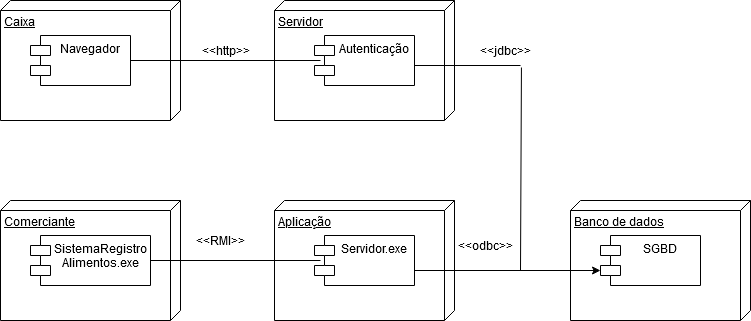 Caixa
Navegador
<<http>>
Servidor
Autenticação
<<jdbc>>
Comerciante
SistemaRegistro
Alimentos.exe
<<RMI>>
Aplicação
Servidor.exe
<<odbc>>
Banco de dados
SGBD